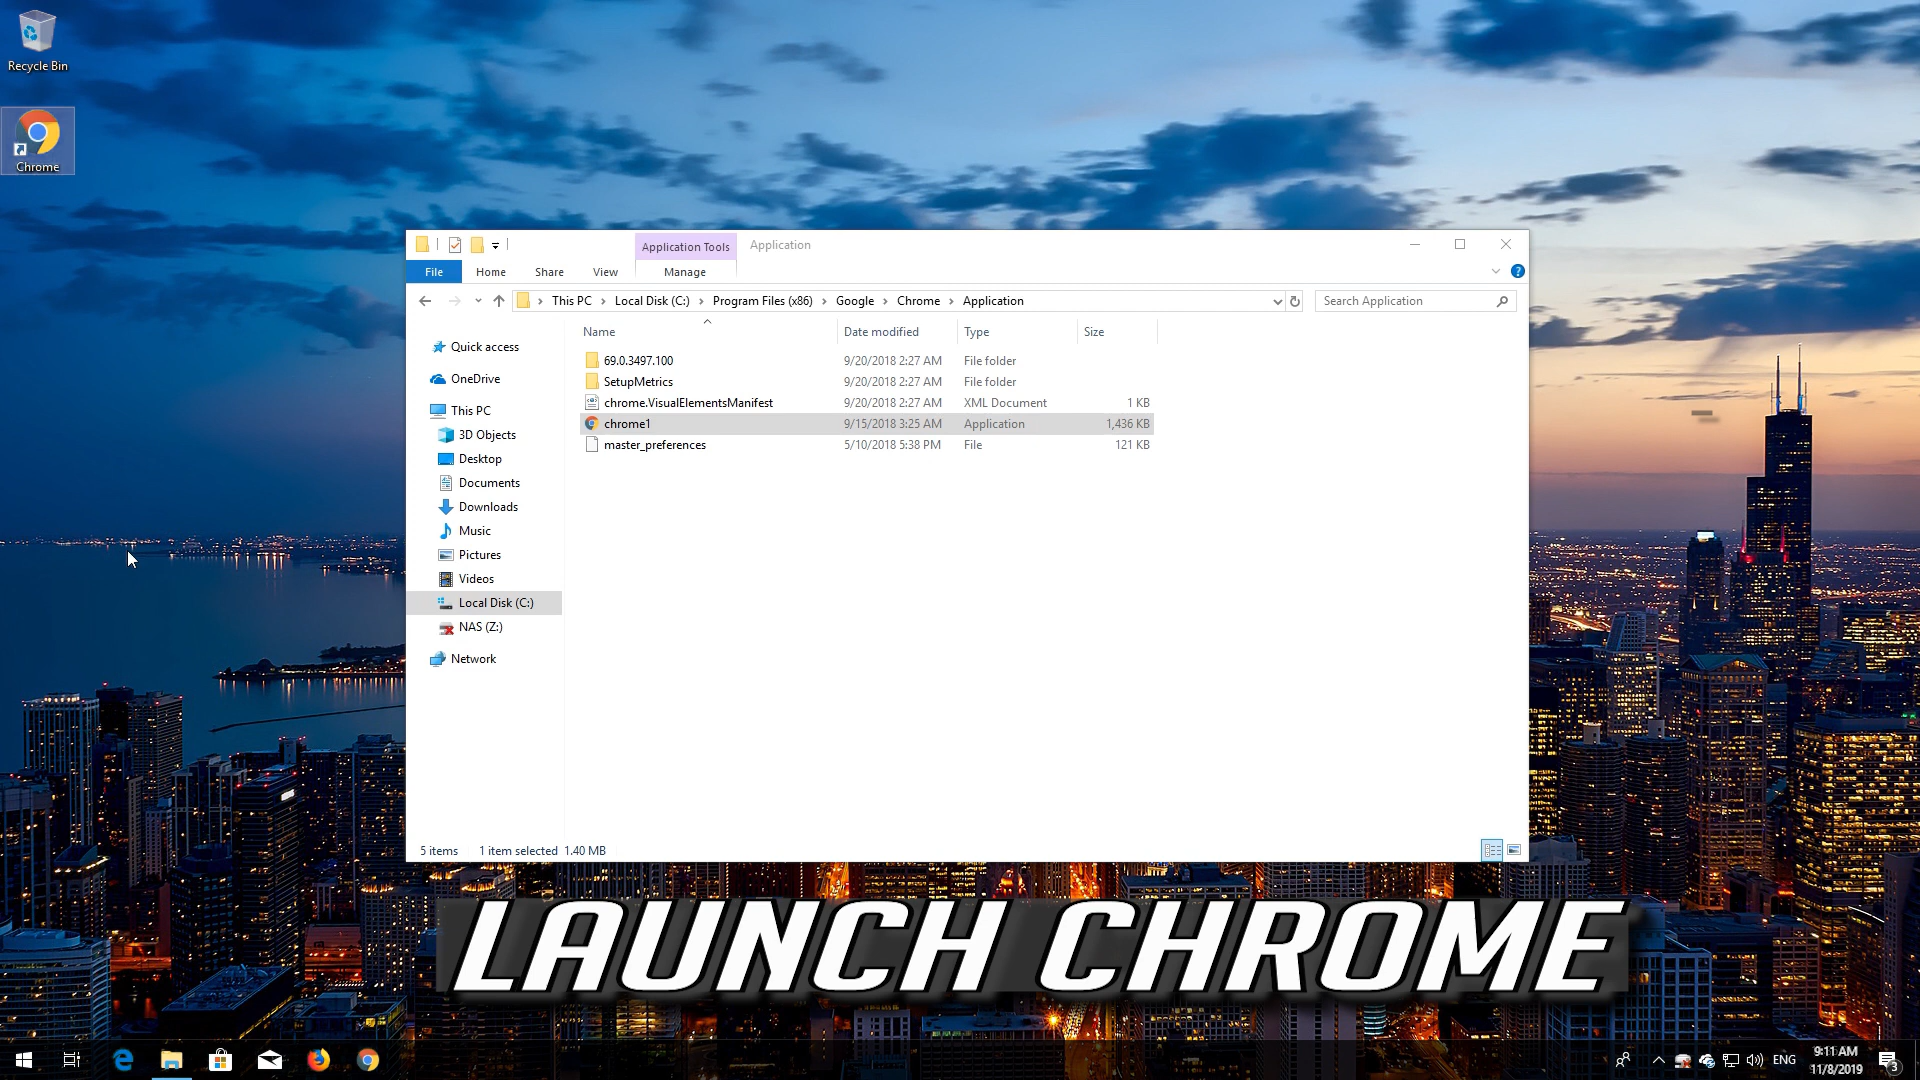 Recycle Bin
Chrome
Application Tools
Application
File
Home
Share
View
Manage
This PC
Local Disk (C:)
Program Files (x86)
Google
Chrome
Application
Search Application
Name
Date modified
Type
Size
69.0.3497.100 9/20/2018 2:27 AM File folder
SetupMetrics 9/20/2018 2:27 AM File folder
chrome.VisualElementsManifest 9/20/2018 2:27 AM XML Document 1 KB
chrome1 9/15/2018 3:25 AM Application 1,436 KB
master_preferences 5/10/2018 5:38 PM File 121 KB
Quick access
OneDrive
This PC
3D Objects
Desktop
Documents
Downloads
Music
Pictures
Videos
Local Disk (C:)
NAS (Z:)
Network
5 items 1 item selected 1.40 MB
LAUNCH CHROME
ENG
9:11 AM
11/8/2019
3